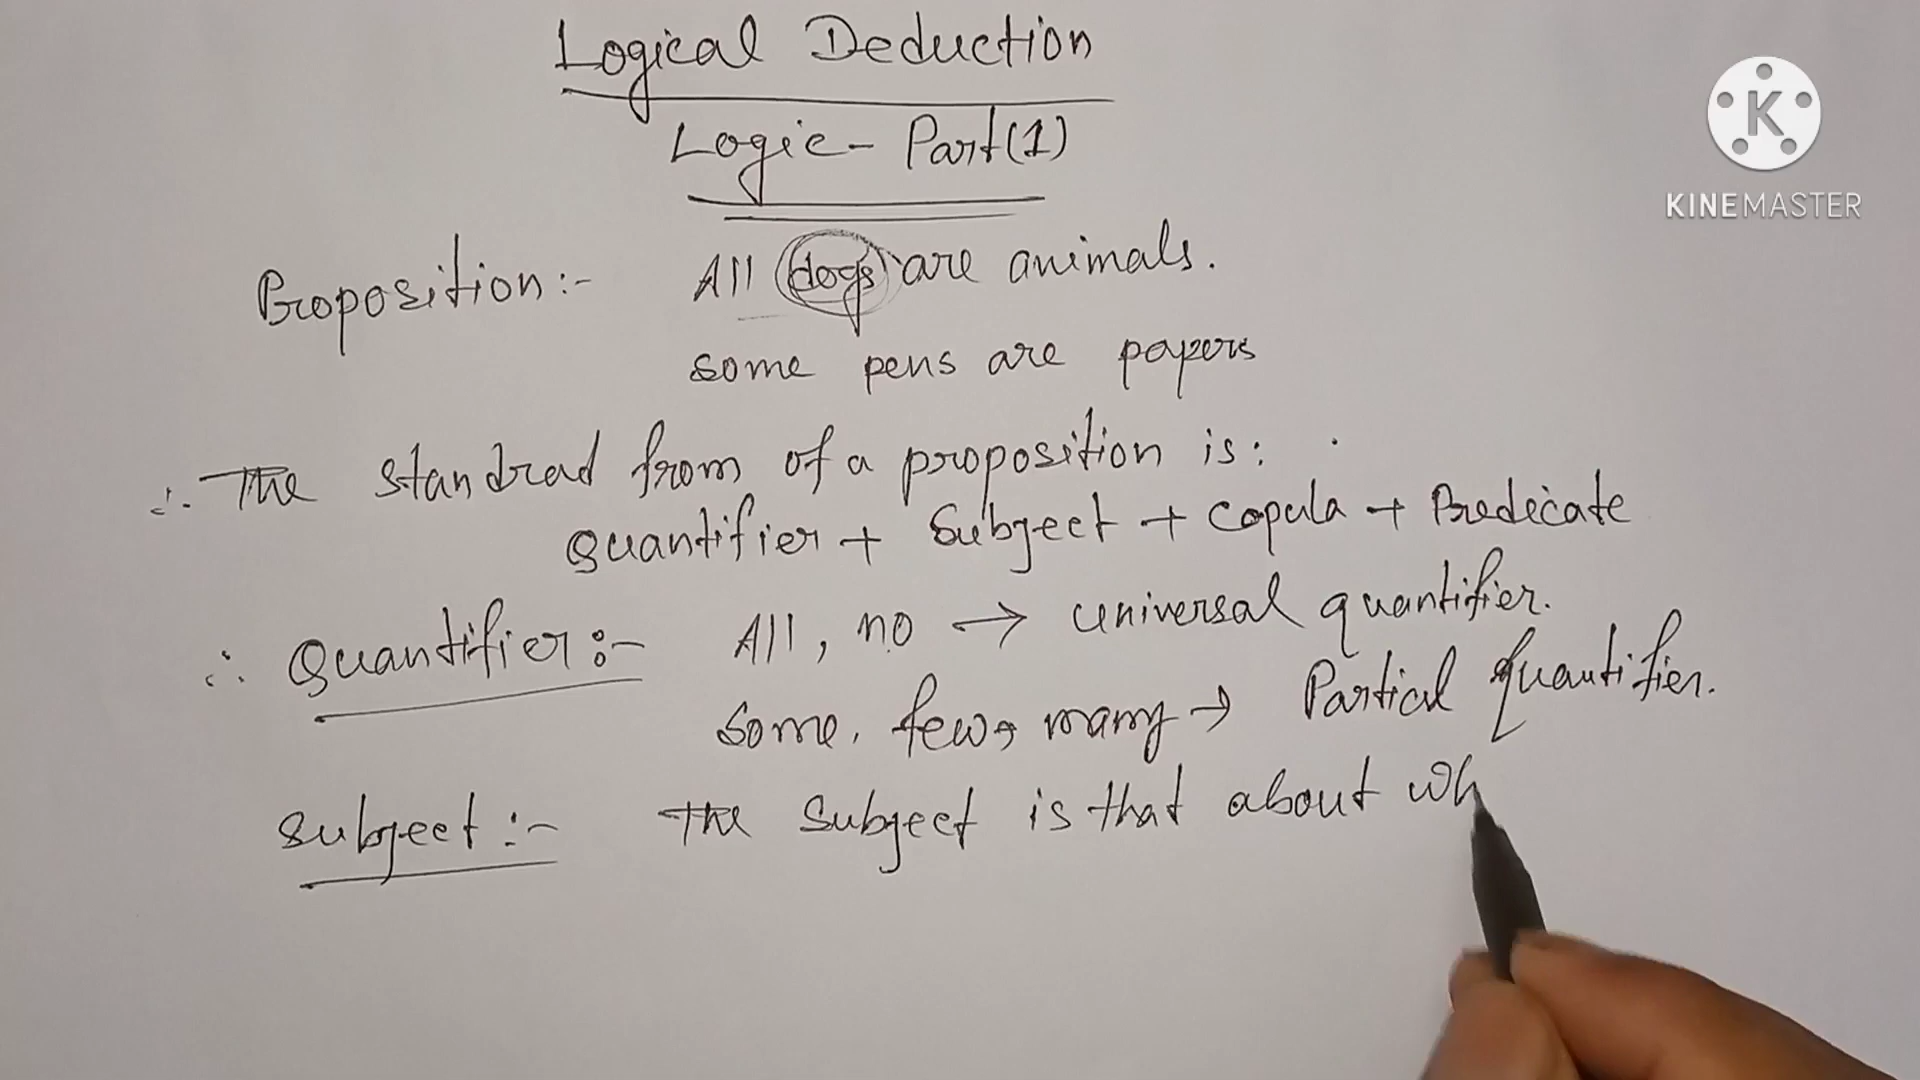 Logical Deduction
Logic - Part (1)
K
KINEMASTER
Proposition :- All dogs are animals.
some pens are papers
∴ The standrad from of a proposition is :
Quantifier + Subject + Copula + Predicate
∴ Quantifier :- All, no → universal quantifier.
Some, few, many → Partical quantifier.
Subject :- The Subject is that about wh